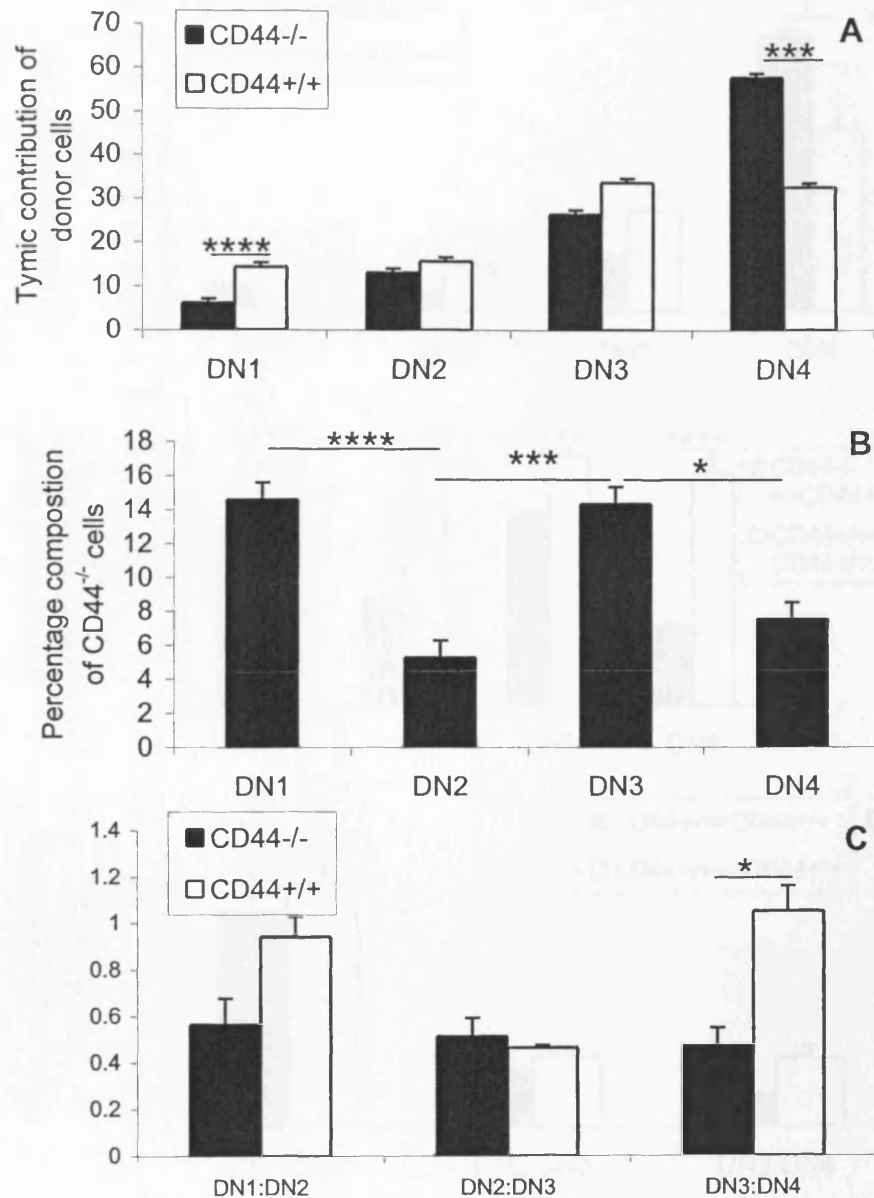 A
CD44-/-
CD44+/+
Tymic contribution of
donor cells
70
60
50
40
30
20
10
0
****
***
DN1 DN2 DN3 DN4
B
Percentage compostion
of CD44-/- cells
18
16
14
12
10
8
6
4
2
0
****
***
*
DN1 DN2 DN3 DN4
C
CD44-/-
CD44+/+
1.4
1.2
1
0.8
0.6
0.4
0.2
0
*
DN1:DN2 DN2:DN3 DN3:DN4